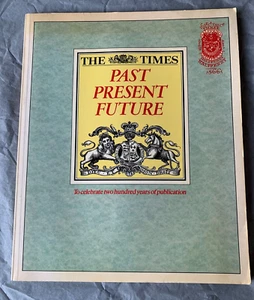 THE TIMES
PAST
PRESENT
FUTURE
To celebrate two hundred years of publication